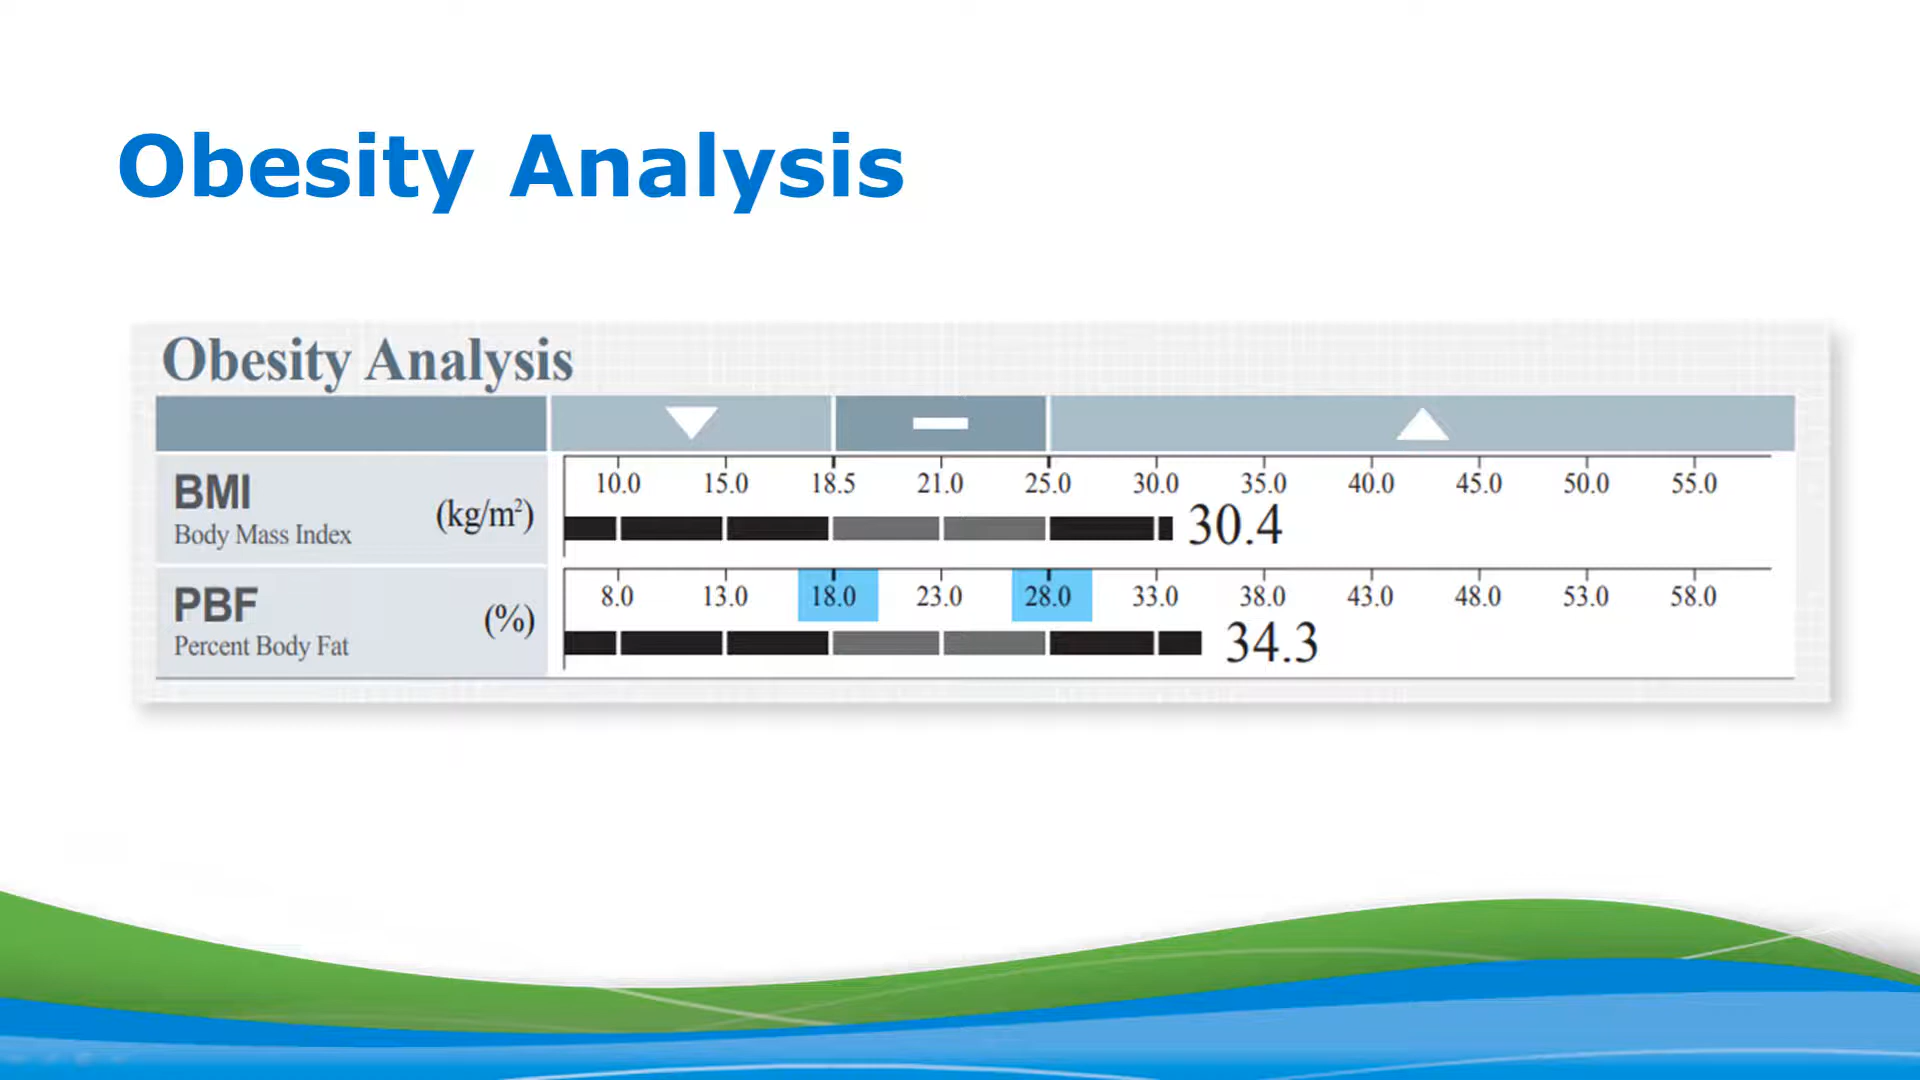 Obesity Analysis
Obesity Analysis
BMI
Body Mass Index
(kg/m²)
10.0 15.0 18.5 21.0 25.0 30.0 35.0 40.0 45.0 50.0 55.0
30.4
PBF
Percent Body Fat
(%)
8.0 13.0 18.0 23.0 28.0 33.0 38.0 43.0 48.0 53.0 58.0
34.3